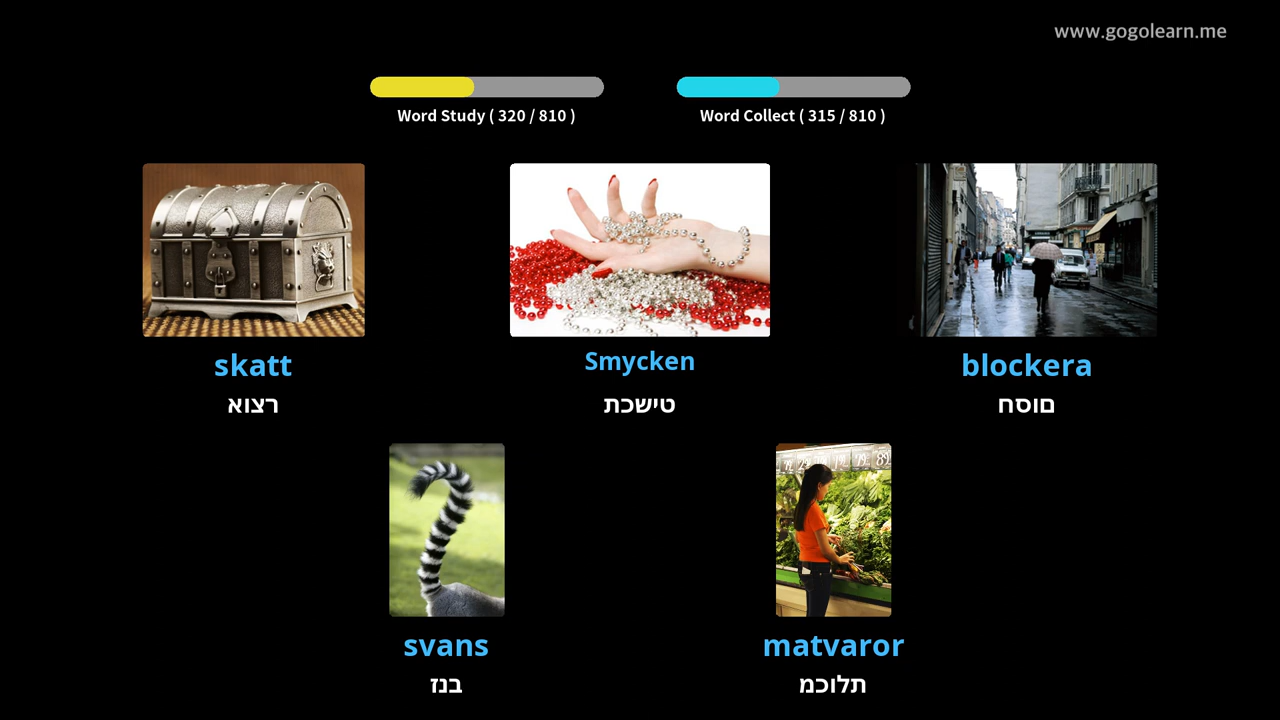 www.gogolearn.me
Word Study ( 320 / 810 )
Word Collect ( 315 / 810 )
skatt
רצוא
Smycken
טישכת
blockera
םוסח
svans
בנז
matvaror
תלוכמ